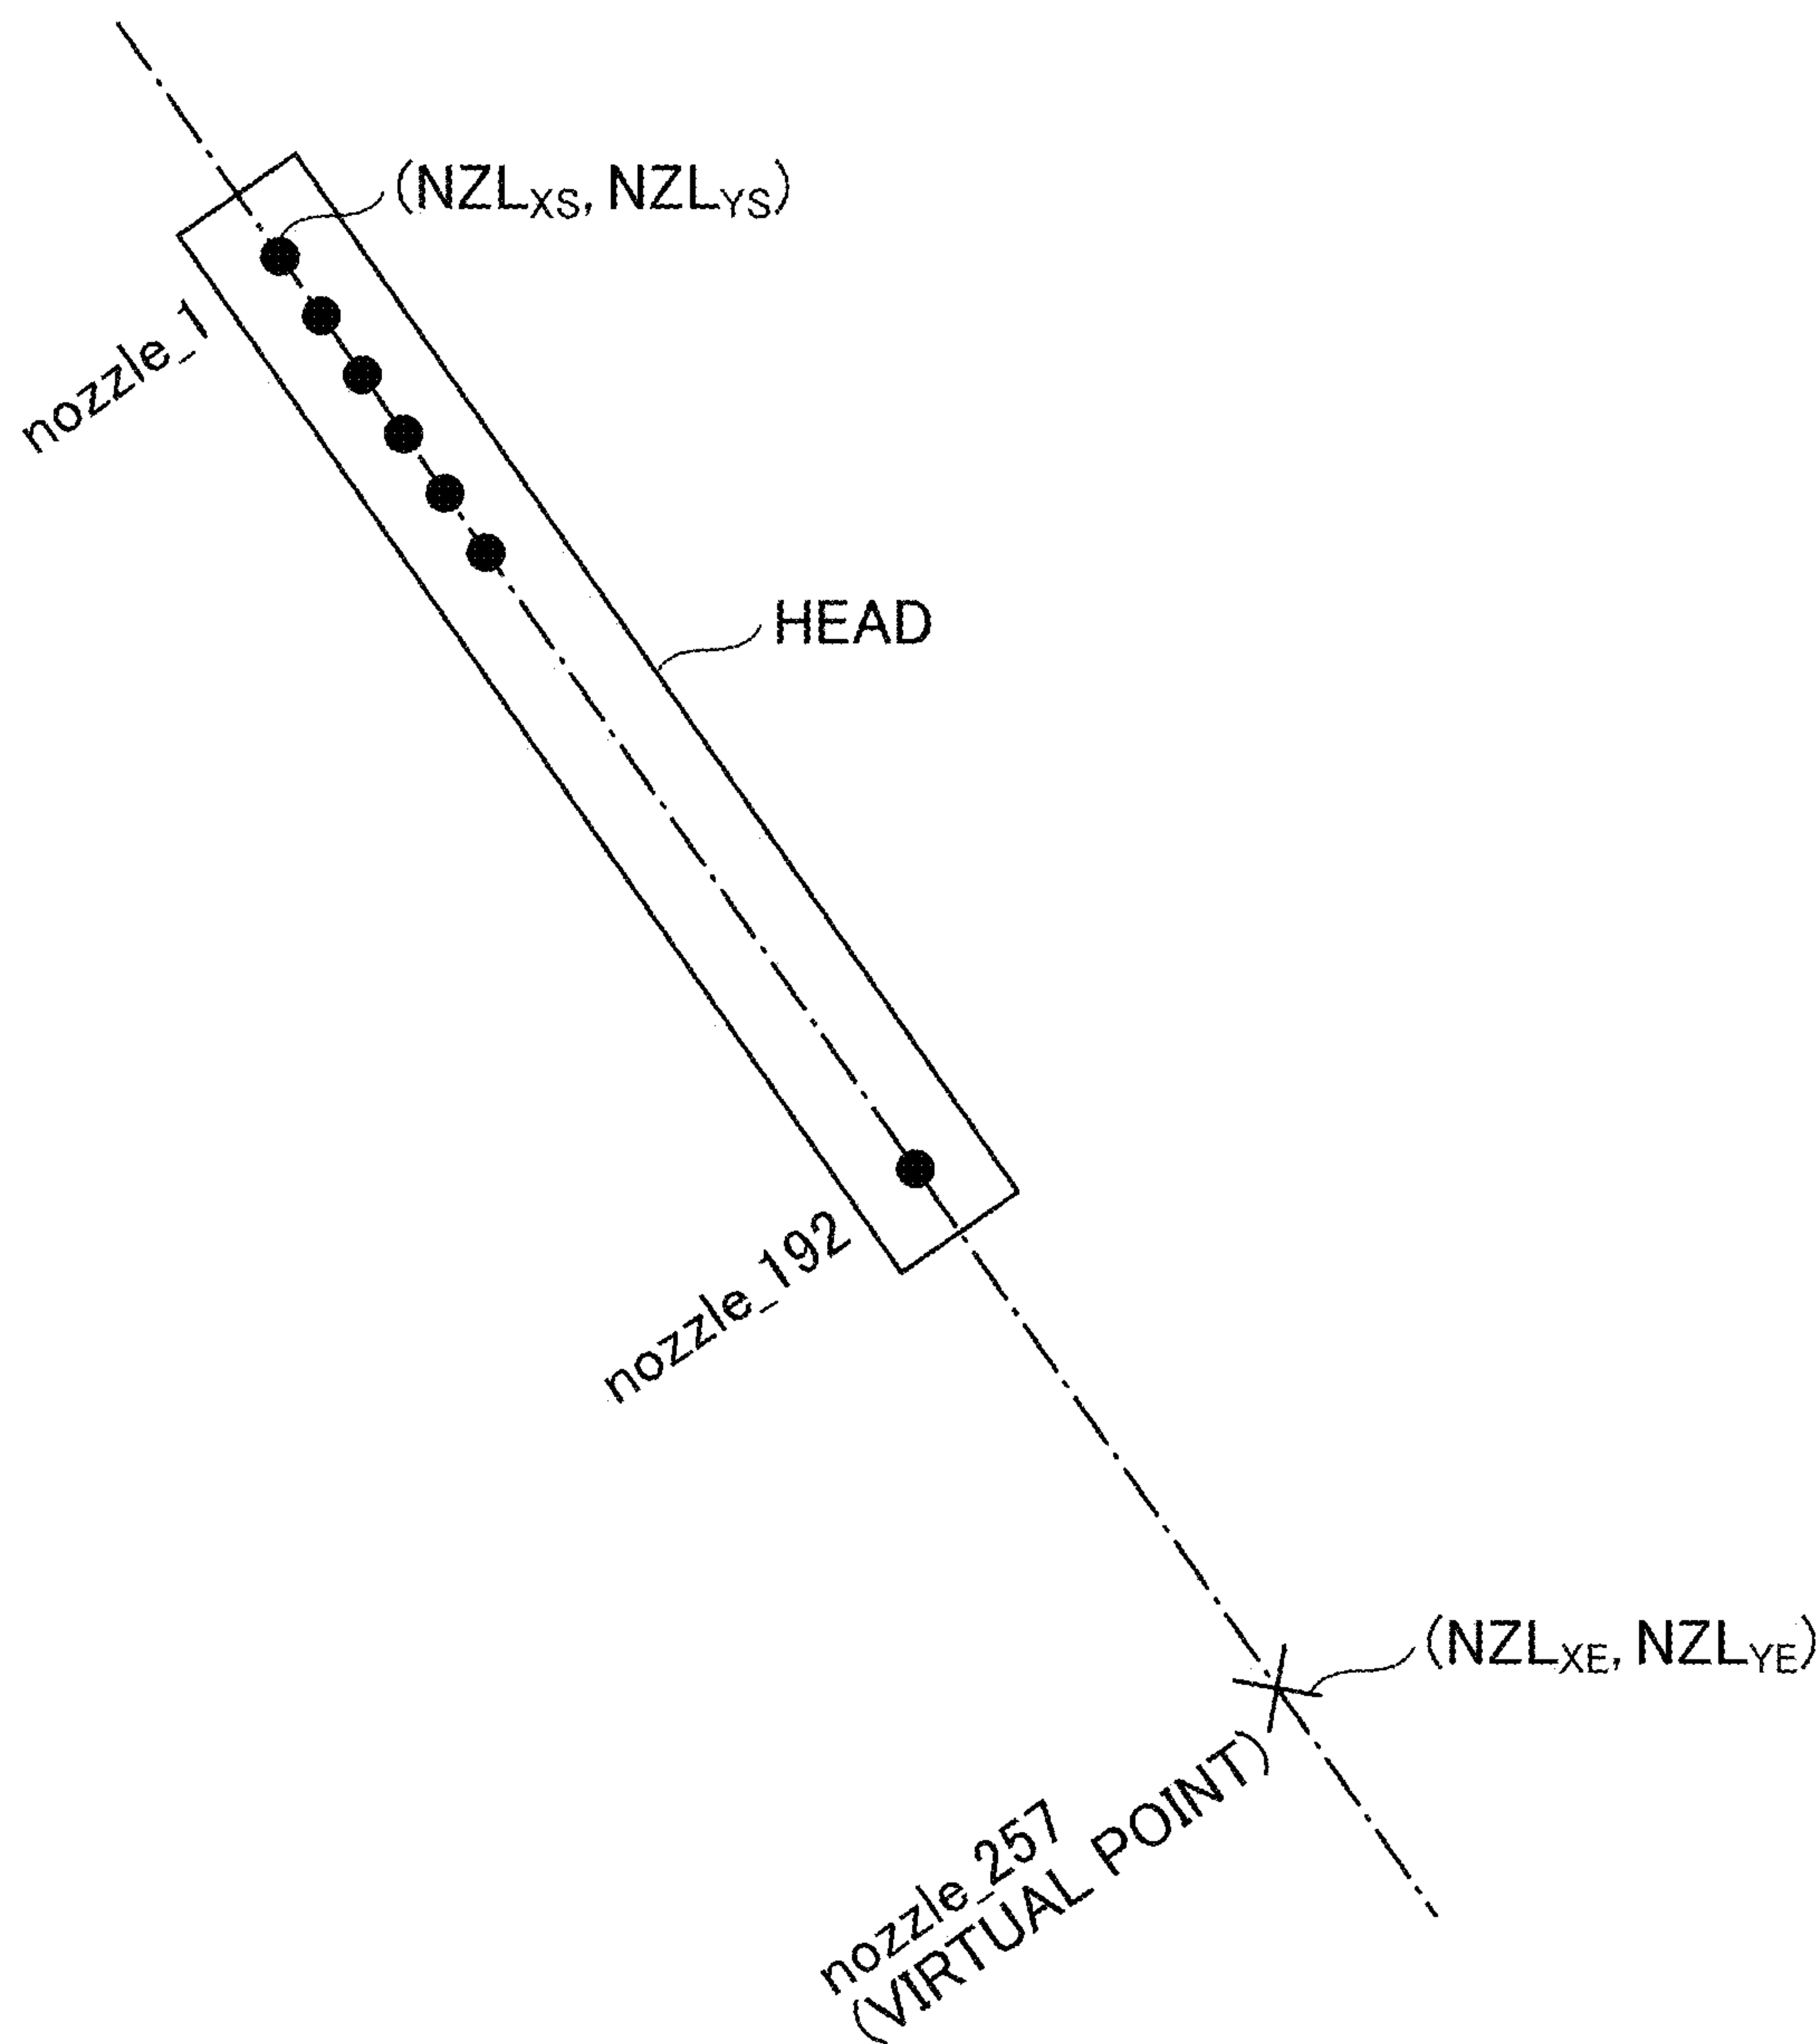 (NZLXS, NZLYS)
nozzle_1
HEAD
nozzle_192
(NZLXE, NZLYE)
nozzle_257
(VIRTUAL POINT)